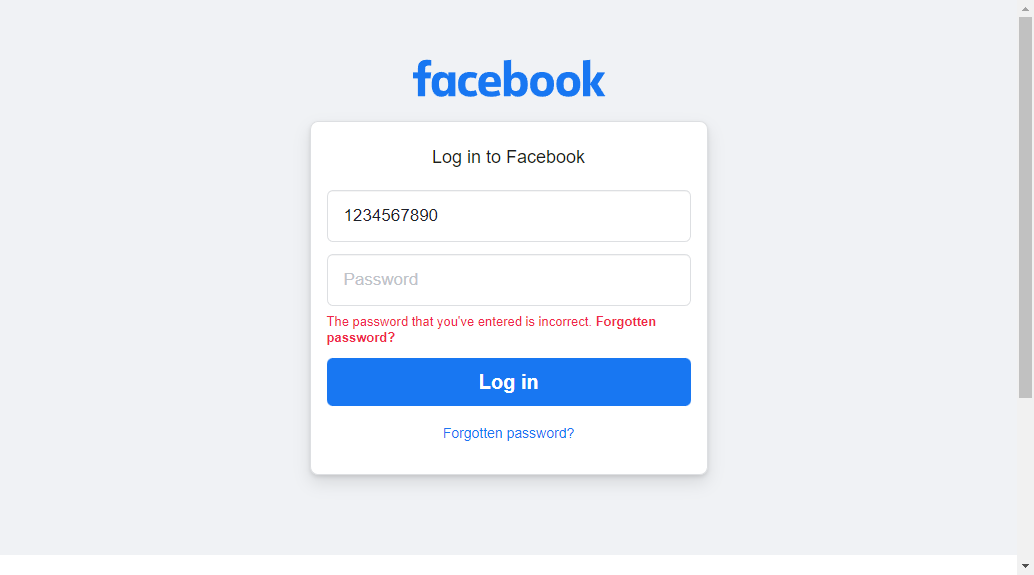 facebook
Log in to Facebook
1234567890
Password
The password that you've entered is incorrect. Forgotten
password?
Log in
Forgotten password?